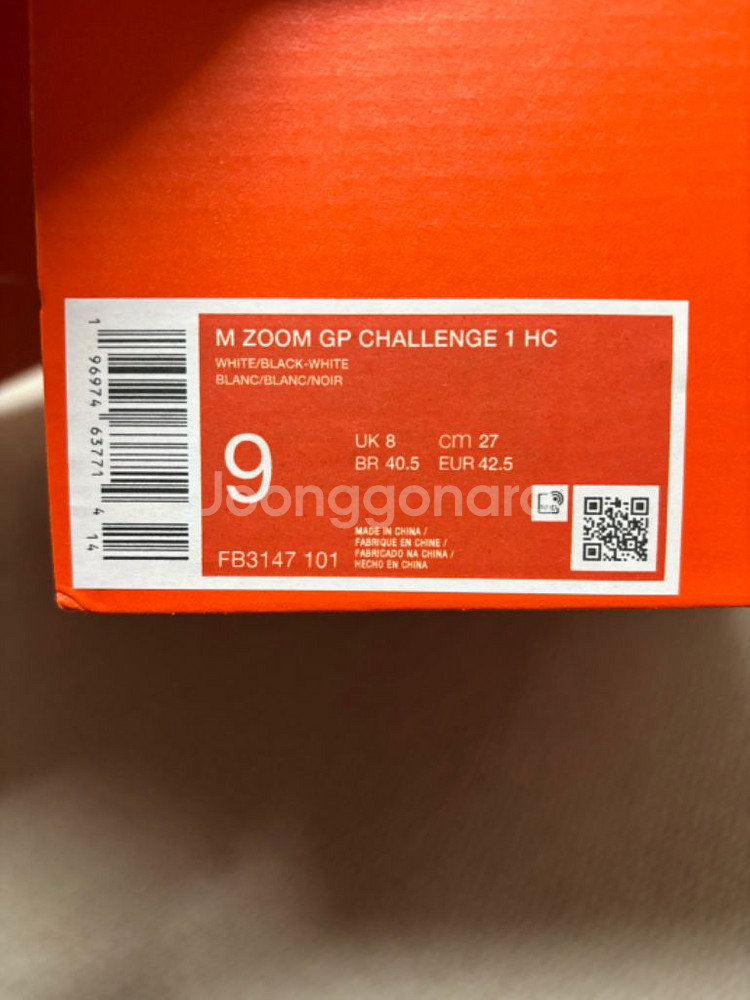 M ZOOM GP CHALLENGE 1 HC
WHITE/BLACK-WHITE
BLANC/BLANC/NOIR
9
UK 8 cm 27
BR 40.5 EUR 42.5
Joonggonara
MADE IN CHINA /
FABRIQUE EN CHINE /
FABRICADO NA CHINA /
HECHO EN CHINA
FB3147 101
1 96974 63771 4 14